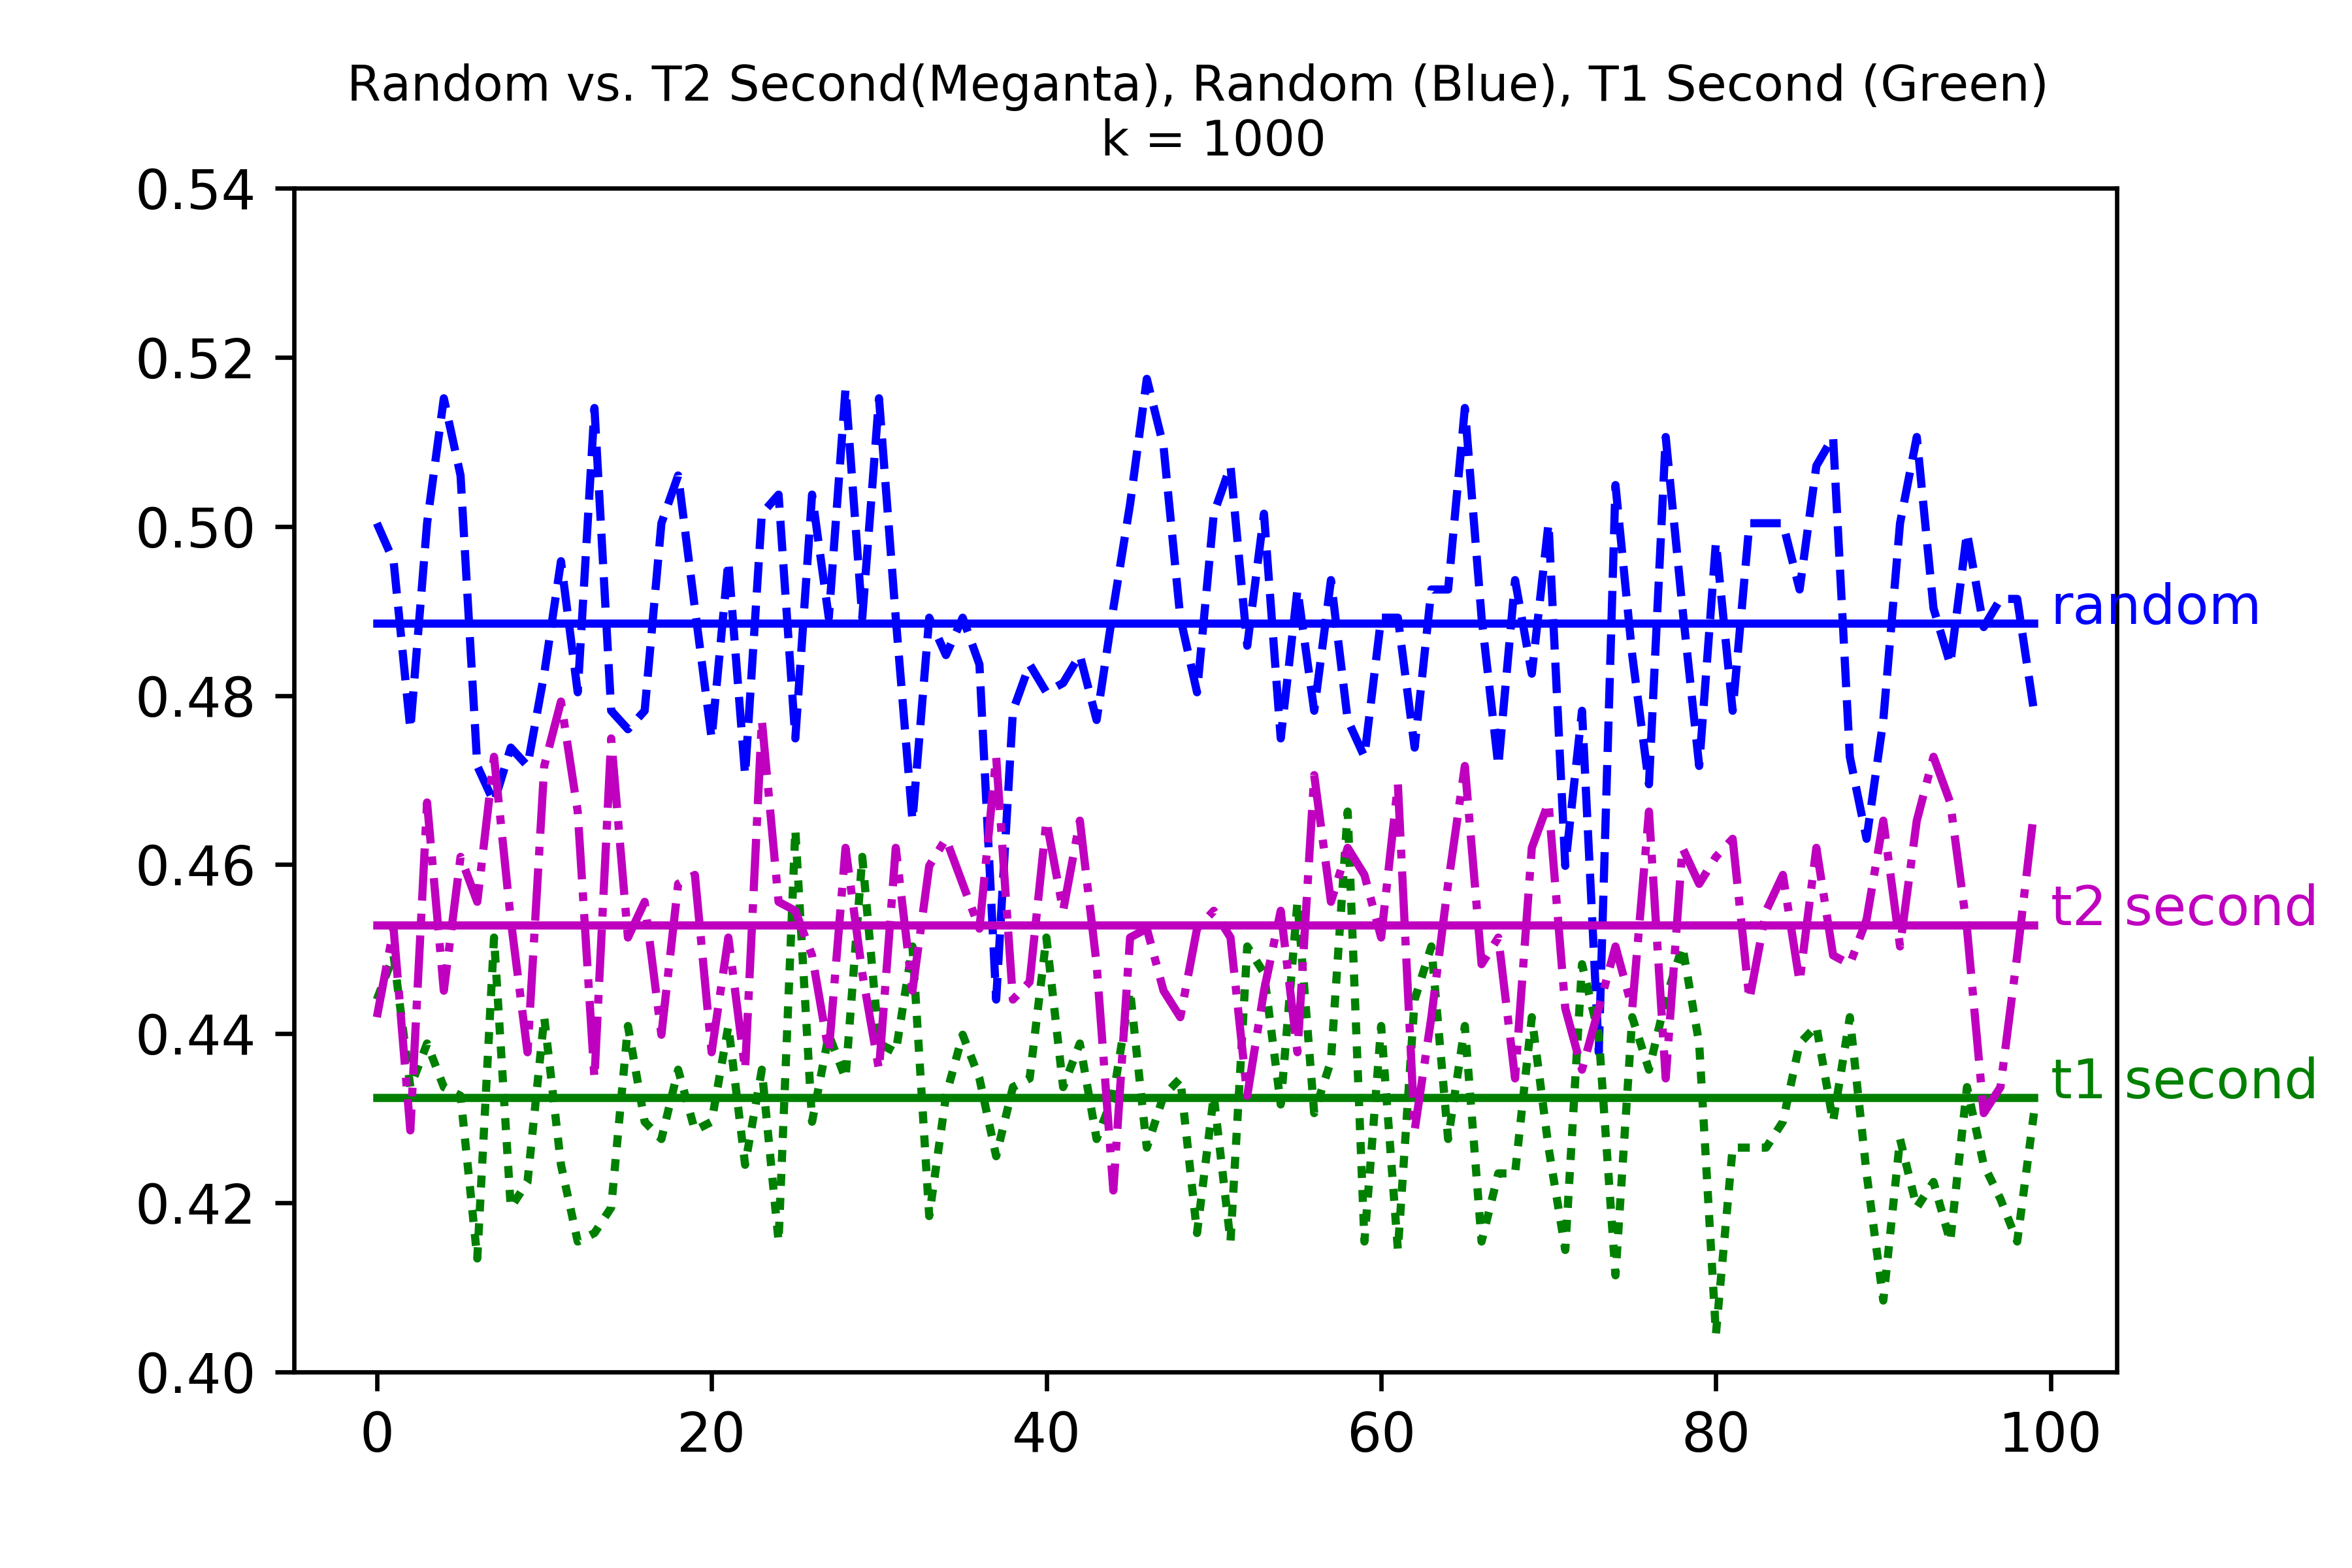 Random vs. T2 Second(Meganta), Random (Blue), T1 Second (Green)
k = 1000
0.54
0.52
0.50
0.48
0.46
0.44
0.42
0.40
random
t2 second
t1 second
0 20 40 60 80 100